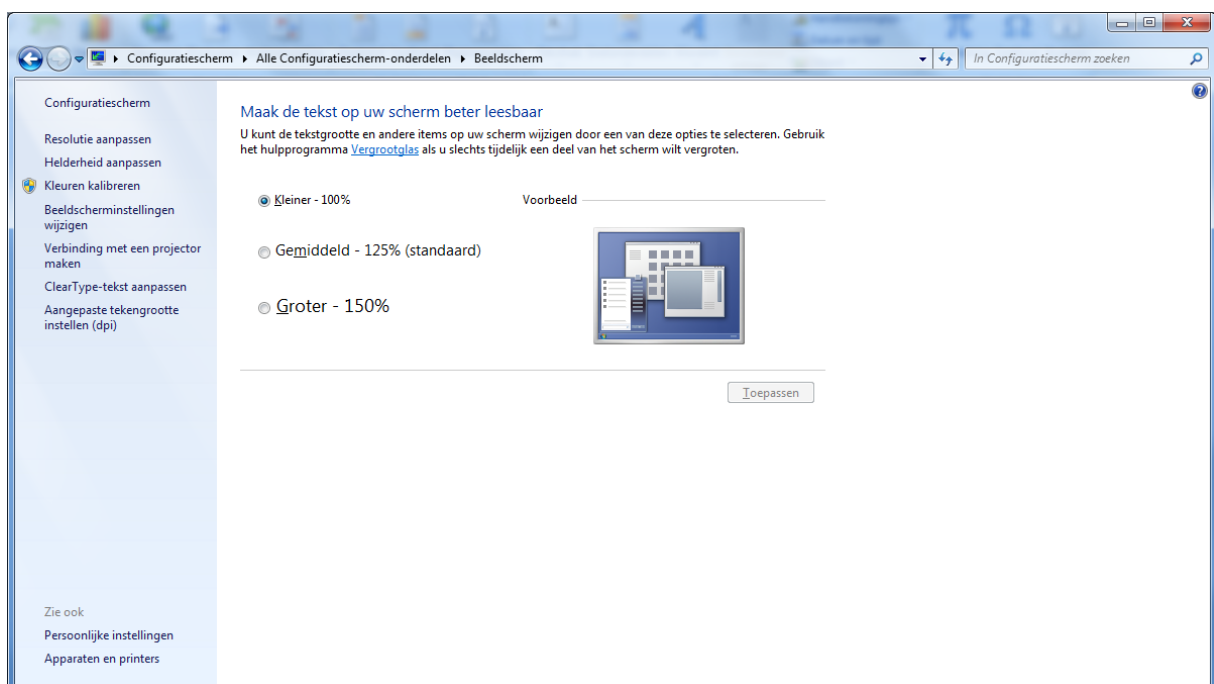 Configuratiescherm ▸ Alle Configuratiescherm-onderdelen ▸ Beeldscherm
In Configuratiescherm zoeken
Configuratiescherm
Resolutie aanpassen
Helderheid aanpassen
Kleuren kalibreren
Beeldscherminstellingen
wijzigen
Verbinding met een projector
maken
ClearType-tekst aanpassen
Aangepaste tekengrootte
instellen (dpi)
Zie ook
Persoonlijke instellingen
Apparaten en printers
Maak de tekst op uw scherm beter leesbaar
U kunt de tekstgrootte en andere items op uw scherm wijzigen door een van deze opties te selecteren. Gebruik
het hulpprogramma Vergrootglas als u slechts tijdelijk een deel van het scherm wilt vergroten.
Kleiner - 100%
Voorbeeld
Gemiddeld - 125% (standaard)
Groter - 150%
Toepassen